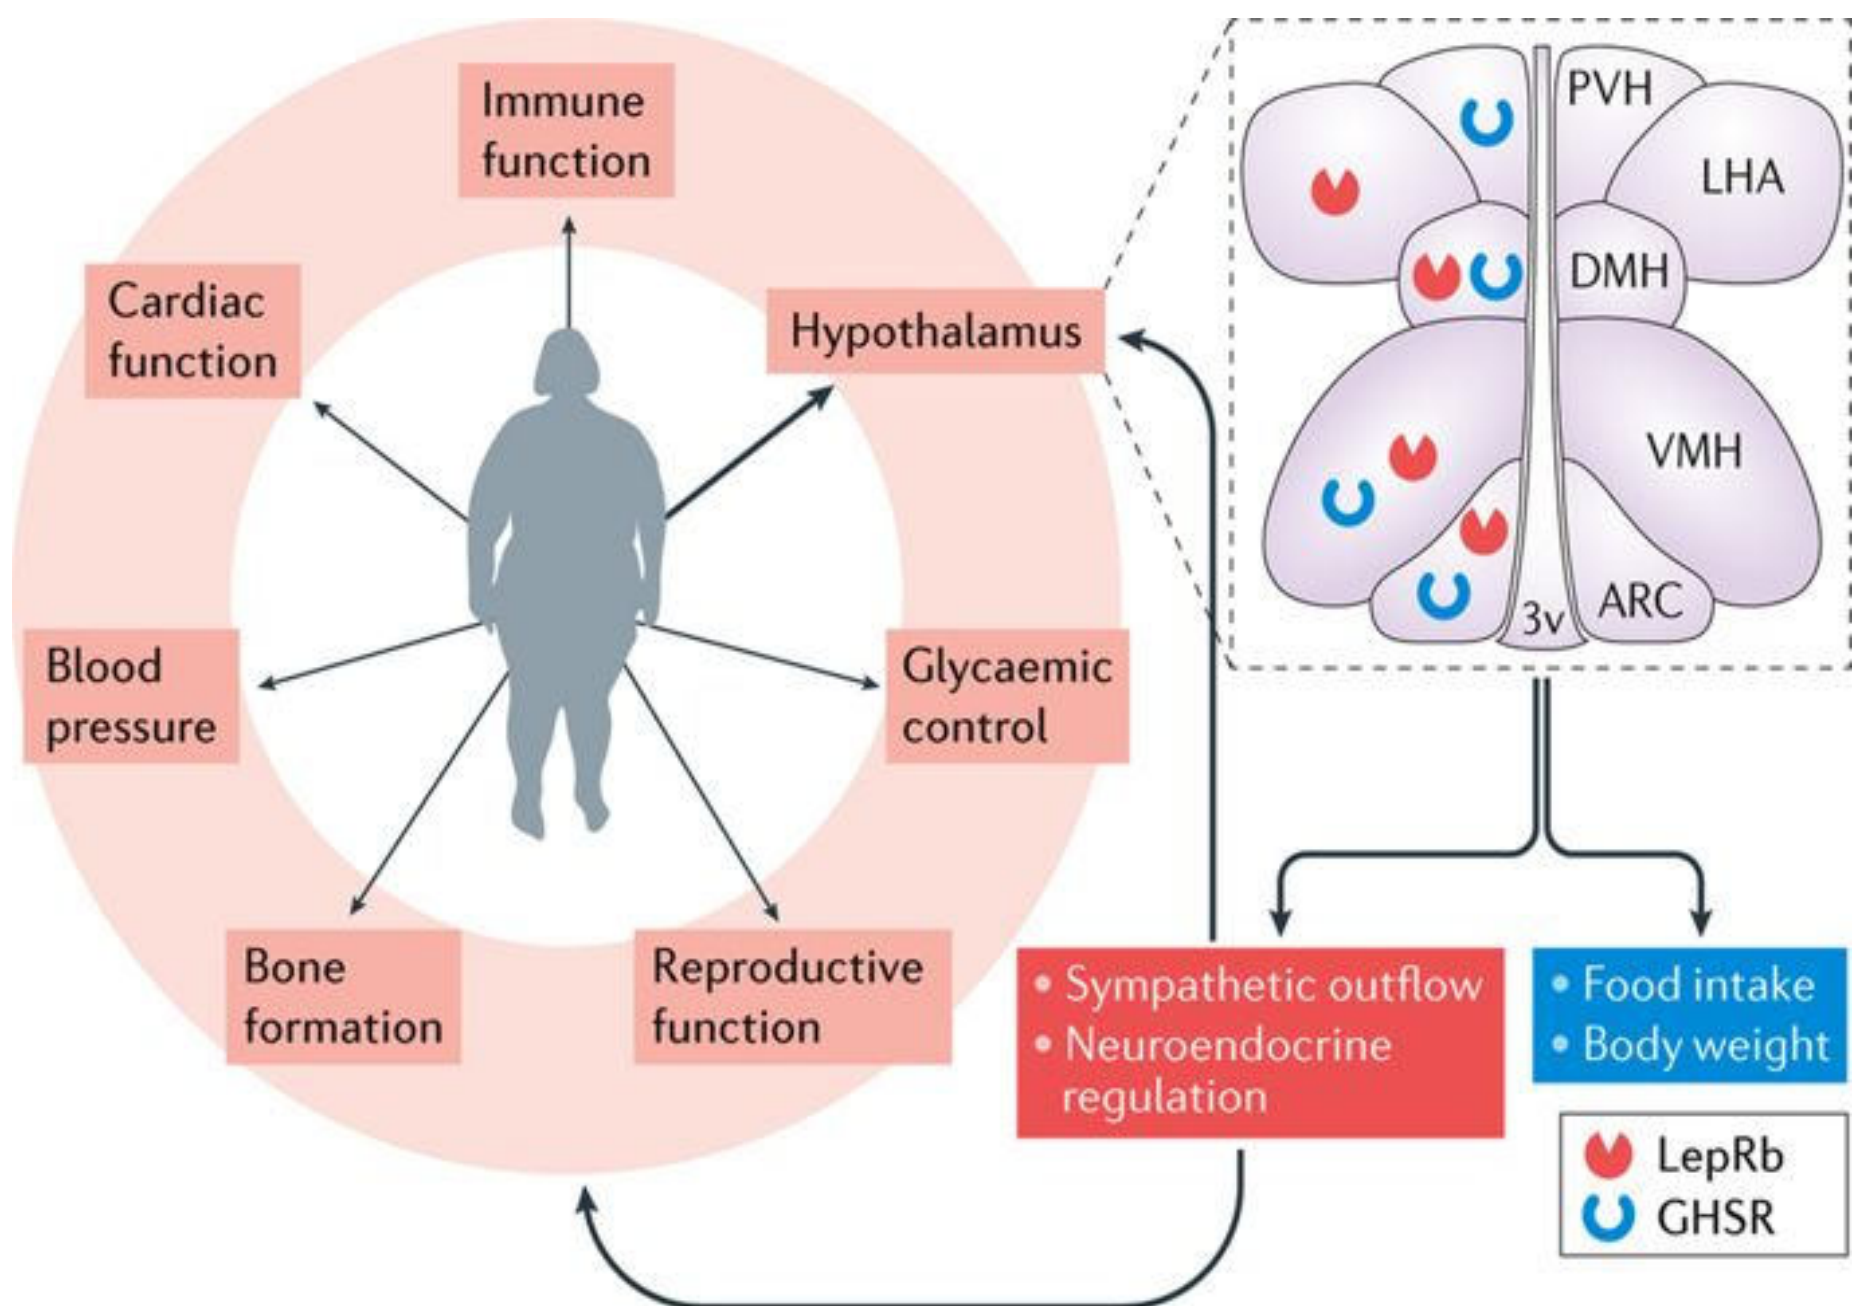 Immune
function
Cardiac
function
Hypothalamus
Blood
pressure
Glycaemic
control
Bone
formation
Reproductive
function
PVH
LHA
DMH
VMH
ARC
3v
• Sympathetic outflow
• Neuroendocrine
regulation
• Food intake
• Body weight
LepRb
GHSR